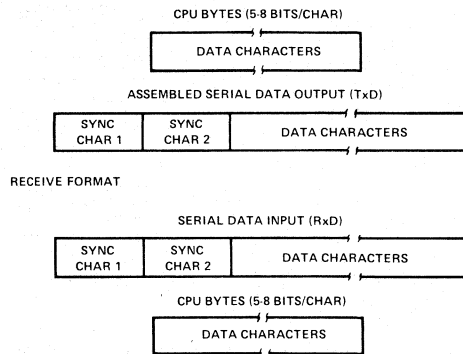 CPU BYTES (5-8 BITS/CHAR)
DATA CHARACTERS
ASSEMBLED SERIAL DATA OUTPUT (TxD)
SYNC CHAR 1
SYNC CHAR 2
DATA CHARACTERS
RECEIVE FORMAT
SERIAL DATA INPUT (RxD)
SYNC CHAR 1
SYNC CHAR 2
DATA CHARACTERS
CPU BYTES (5-8 BITS/CHAR)
DATA CHARACTERS